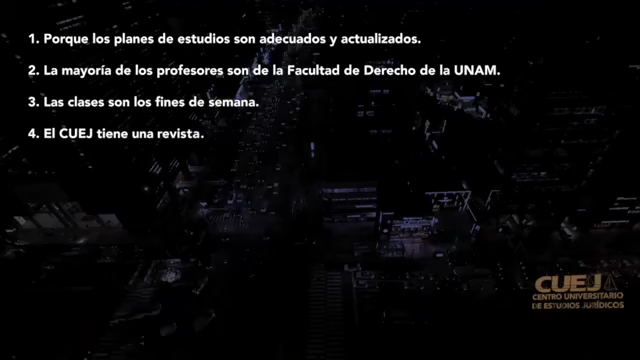 1. Porque los planes de estudios son adecuados y actualizados.
2. La mayoría de los profesores son de la Facultad de Derecho de la UNAM.
3. Las clases son los fines de semana.
4. El CUEJ tiene una revista.
CUEJ
CENTRO UNIVERSITARIO
DE ESTUDIOS JURÍDICOS